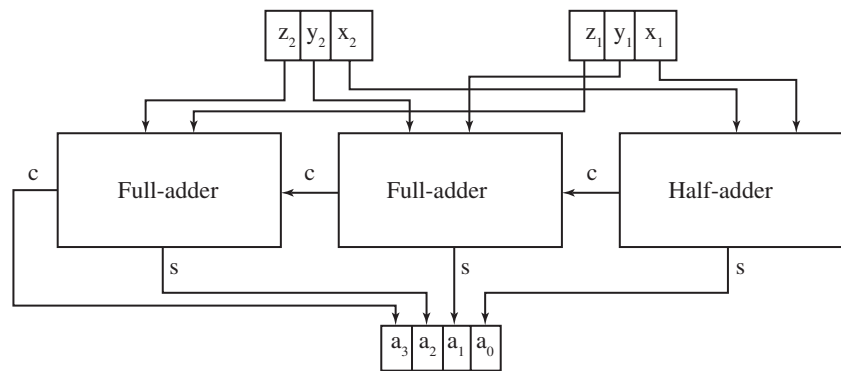 z₂ y₂ x₂ z₁ y₁ x₁
c c c
Full-adder Full-adder Half-adder
s s s
a₃ a₂ a₁ a₀